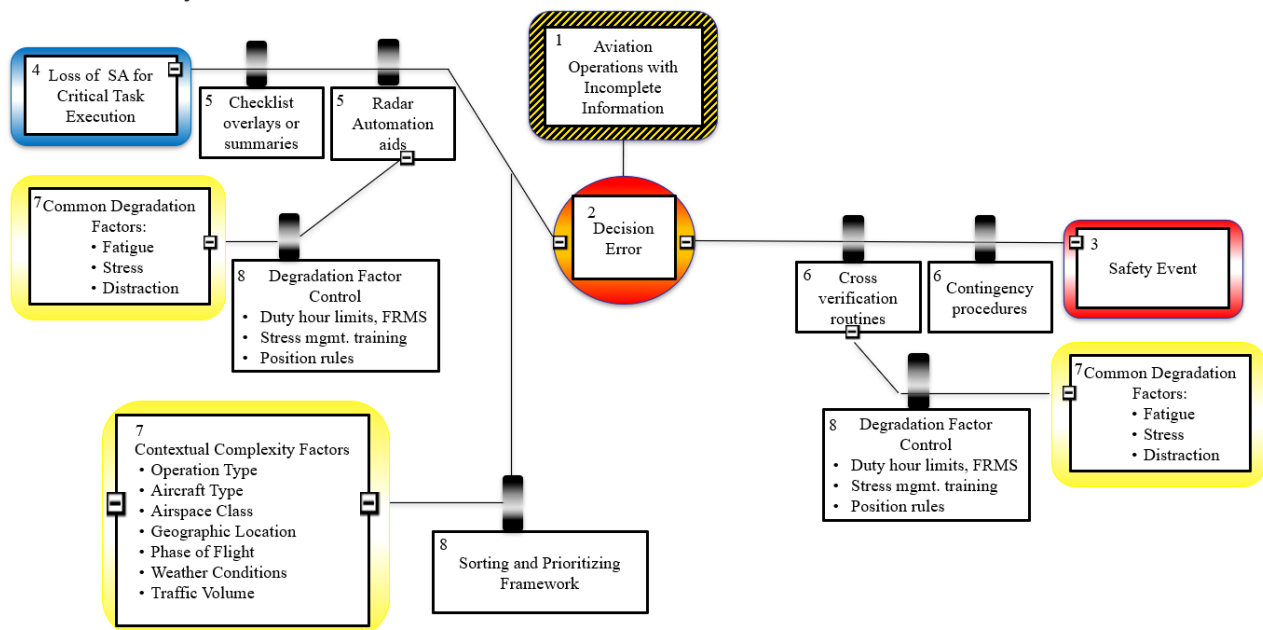 1
Aviation
Operations with
Incomplete
Information
4
Loss of SA for
Critical Task
Execution
5
Checklist
overlays or
summaries
5
Radar
Automation
aids
2
Decision
Error
7
Common Degradation
Factors:
• Fatigue
• Stress
• Distraction
8
Degradation Factor
Control
• Duty hour limits, FRMS
• Stress mgmt. training
• Position rules
6
Cross
verification
routines
6
Contingency
procedures
3
Safety Event
7
Common Degradation
Factors:
• Fatigue
• Stress
• Distraction
8
Degradation Factor
Control
• Duty hour limits, FRMS
• Stress mgmt. training
• Position rules
7
Contextual Complexity Factors
• Operation Type
• Aircraft Type
• Airspace Class
• Geographic Location
• Phase of Flight
• Weather Conditions
• Traffic Volume
8
Sorting and Prioritizing
Framework